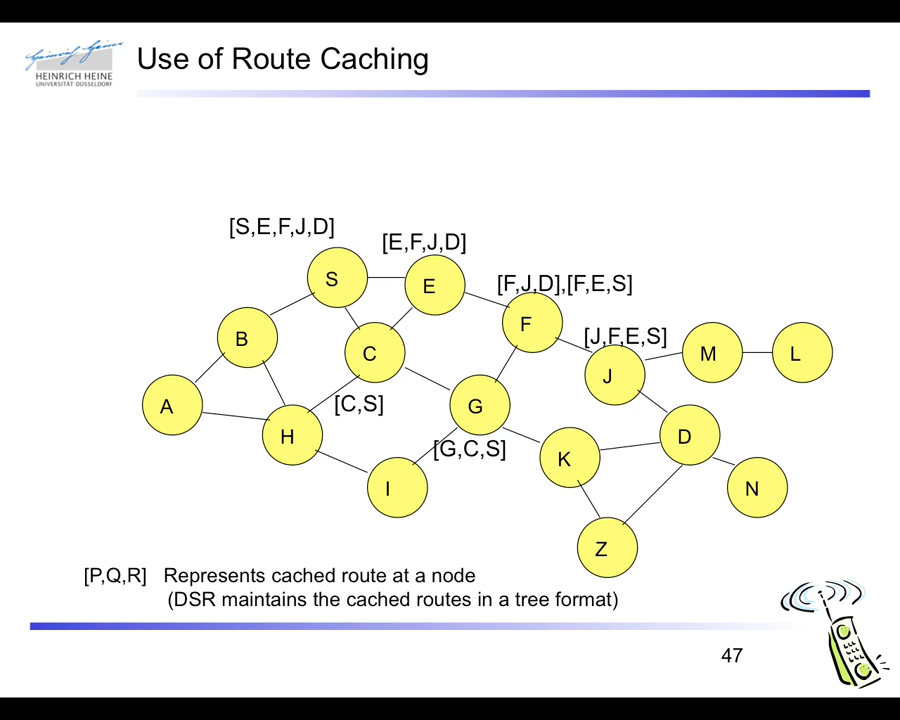 HEINRICH HEINE
UNIVERSITÄT DÜSSELDORF
Use of Route Caching
[S,E,F,J,D]
[E,F,J,D]
[F,J,D],[F,E,S]
[J,F,E,S]
S
E
F
B
C
M
L
J
A
[C,S]
G
H
D
[G,C,S]
K
I
N
Z
[P,Q,R] Represents cached route at a node
(DSR maintains the cached routes in a tree format)
47